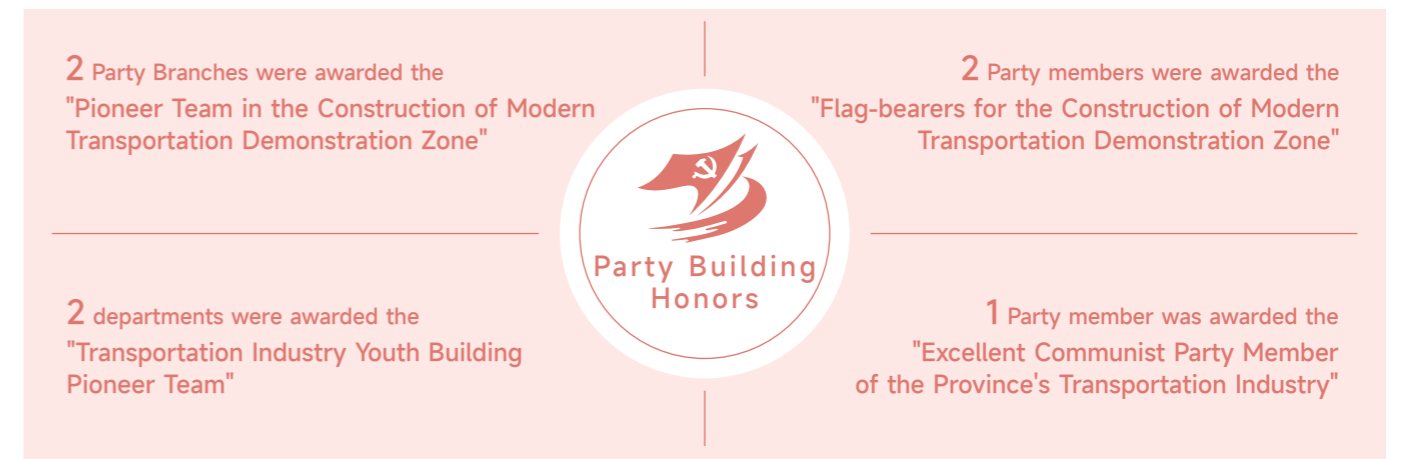 2 Party Branches were awarded the
"Pioneer Team in the Construction of Modern
Transportation Demonstration Zone"
2 Party members were awarded the
"Flag-bearers for the Construction of Modern
Transportation Demonstration Zone"
Party Building
Honors
2 departments were awarded the
"Transportation Industry Youth Building
Pioneer Team"
1 Party member was awarded the
"Excellent Communist Party Member
of the Province's Transportation Industry"